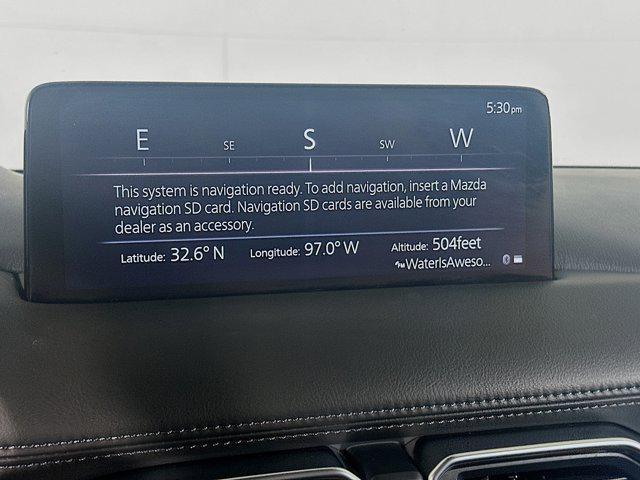 5:30pm
E SE S SW W
This system is navigation ready. To add navigation, insert a Mazda
navigation SD card. Navigation SD cards are available from your
dealer as an accessory.
Latitude: 32.6° N Longitude: 97.0° W Altitude: 504feet
WaterIsAweso...